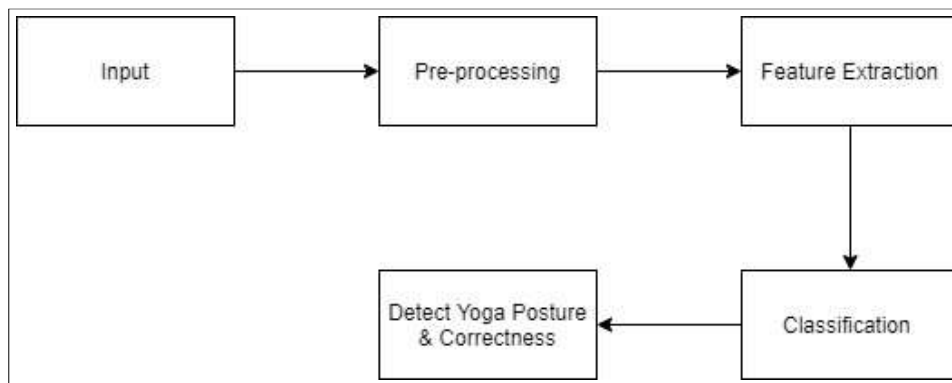 Input
Pre-processing
Feature Extraction
Classification
Detect Yoga Posture
& Correctness